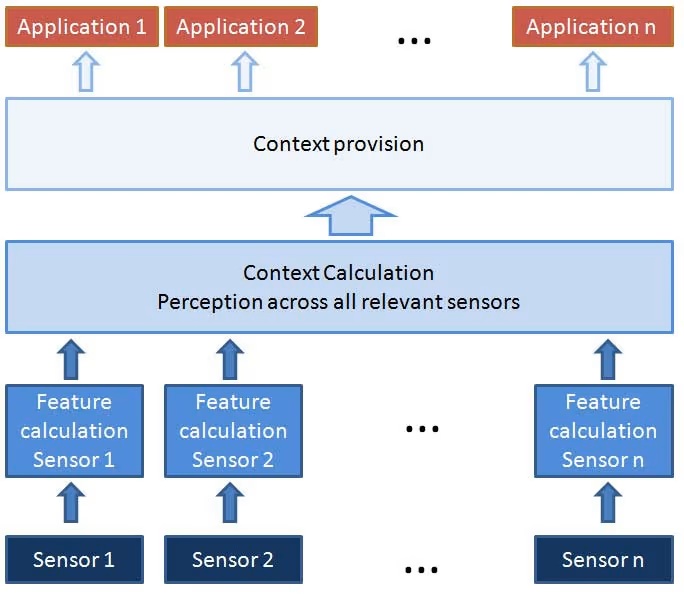 Application 1
Application 2
...
Application n
Context provision
Context Calculation
Perception across all relevant sensors
Feature
calculation
Sensor 1
Feature
calculation
Sensor 2
...
Feature
calculation
Sensor n
Sensor 1
Sensor 2
...
Sensor n